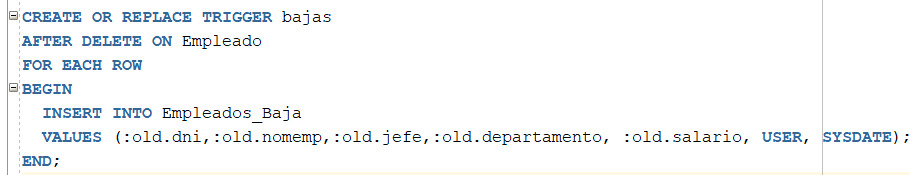 CREATE OR REPLACE TRIGGER bajas
AFTER DELETE ON Empleado
FOR EACH ROW
BEGIN
INSERT INTO Empleados_Baja
VALUES (:old.dni,:old.nomemp,:old.jefe,:old.departamento, :old.salario, USER, SYSDATE);
END;